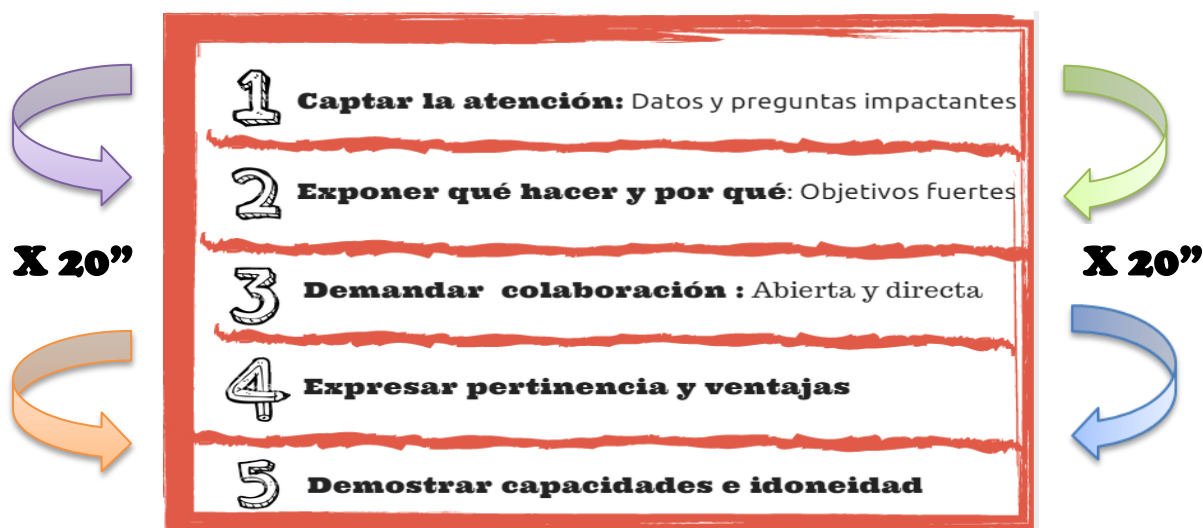 1 Captar la atención: Datos y preguntas impactantes
2 Exponer qué hacer y por qué: Objetivos fuertes
X 20”
X 20”
3 Demandar colaboración : Abierta y directa
4 Expresar pertinencia y ventajas
5 Demostrar capacidades e idoneidad